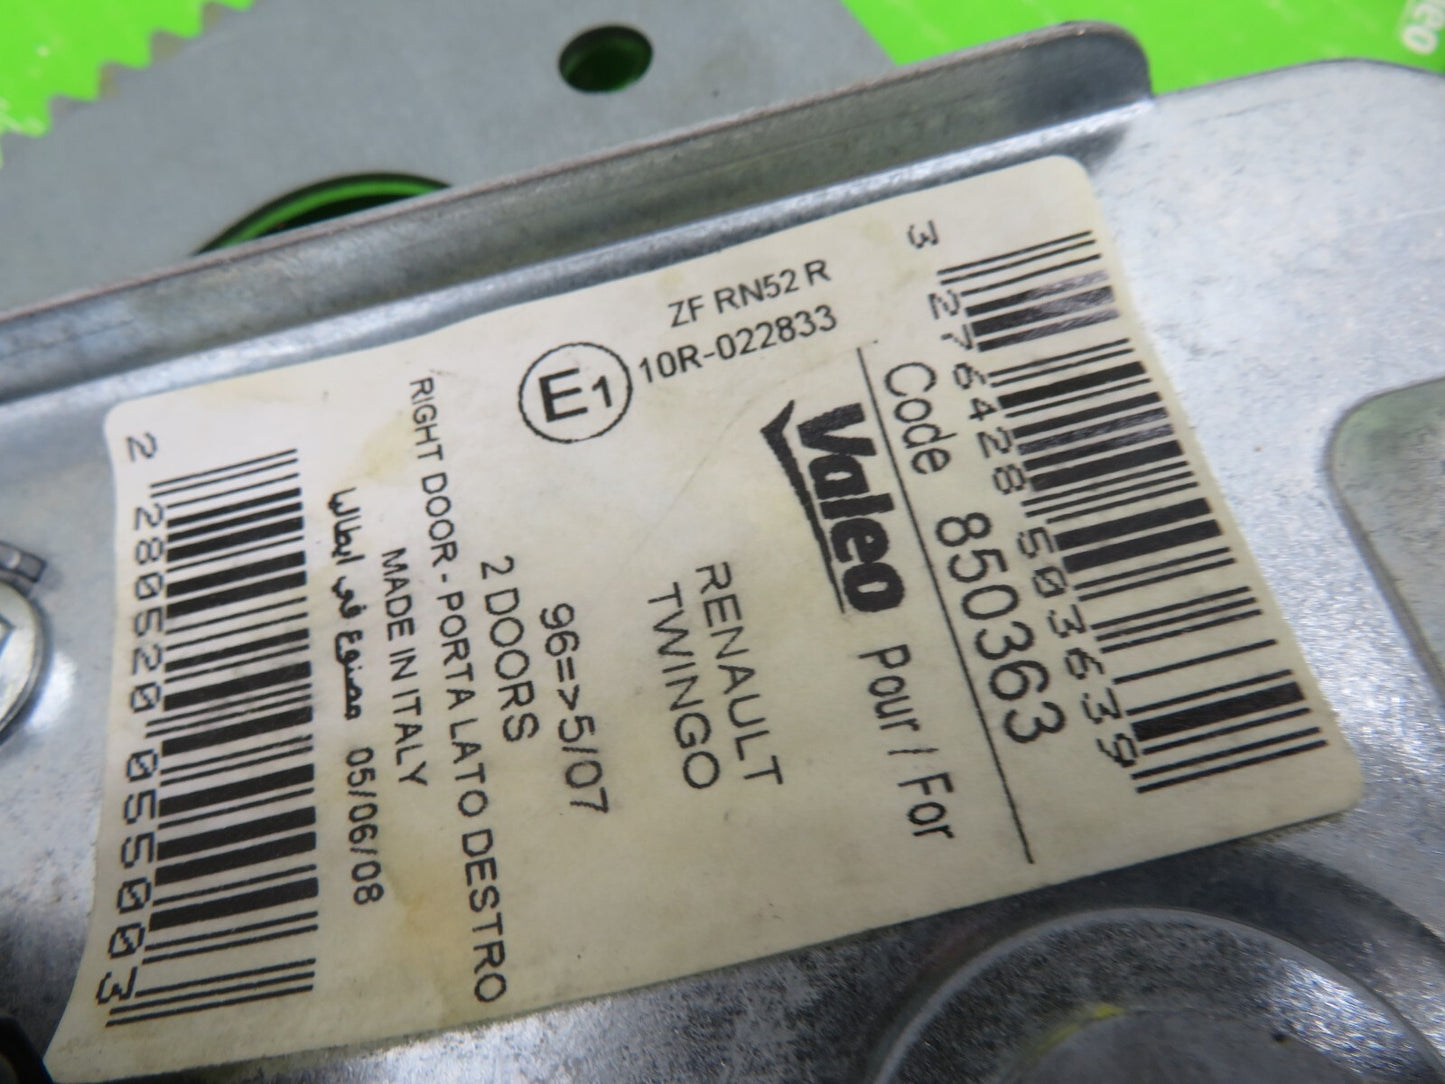 3 276428 503639
Code 850363
Valeo Pour / For
RENAULT
TWINGO
96=>5/07
2 DOORS
RIGHT DOOR - PORTA LATO DESTRO
MADE IN ITALY
مصنوع في ايطاليا 05/06/08
2 280520 055003
ZF RN52 R
E1 10R-022833
leo